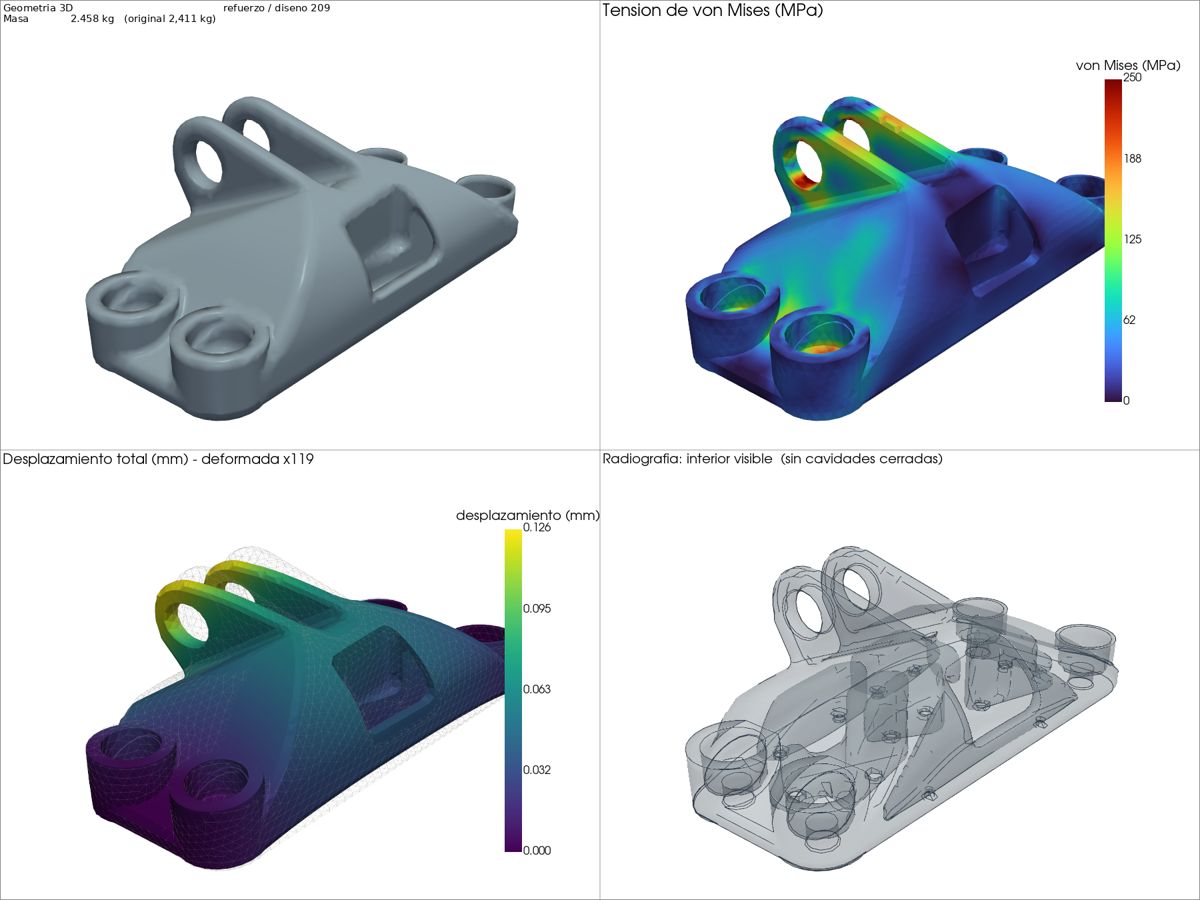 Geometria 3D refuerzo / diseno 209
Masa 2.458 kg (original 2,411 kg)
Tension de von Mises (MPa)
von Mises (MPa)
250
188
125
62
0
Desplazamiento total (mm) - deformada x119
desplazamiento (mm)
0.126
0.095
0.063
0.032
0.000
Radiografia: interior visible (sin cavidades cerradas)